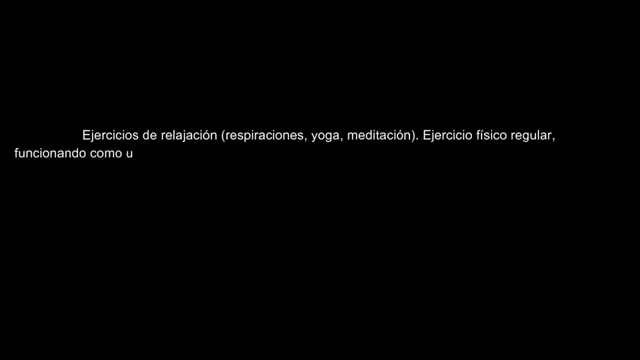 Ejercicios de relajación (respiraciones, yoga, meditación). Ejercicio físico regular,
funcionando como u